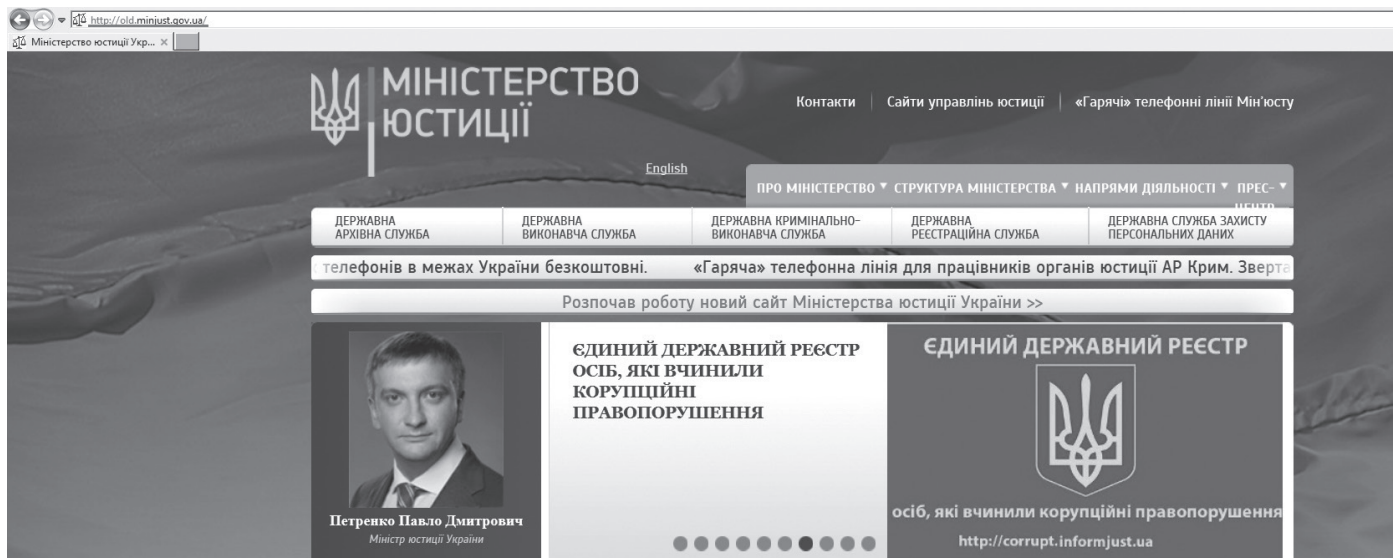 http://old.minjust.gov.ua/
Міністерство юстиції Укр...
МІНІСТЕРСТВО
ЮСТИЦІЇ
Контакти
Сайти управлінь юстиції
«Гарячі» телефонні лінії Мін'юсту
English
ПРО МІНІСТЕРСТВО
СТРУКТУРА МІНІСТЕРСТВА
НАПРЯМИ ДІЯЛЬНОСТІ
ПРЕС-
ЦЕНТР
ДЕРЖАВНА
АРХІВНА СЛУЖБА
ДЕРЖАВНА
ВИКОНАВЧА СЛУЖБА
ДЕРЖАВНА КРИМІНАЛЬНО-
ВИКОНАВЧА СЛУЖБА
ДЕРЖАВНА
РЕЄСТРАЦІЙНА СЛУЖБА
ДЕРЖАВНА СЛУЖБА ЗАХИСТУ
ПЕРСОНАЛЬНИХ ДАНИХ
телефонів в межах України безкоштовні. «Гаряча» телефонна лінія для працівників органів юстиції АР Крим. Зверта
Розпочав роботу новий сайт Міністерства юстиції України >>
Петренко Павло Дмитрович
Міністр юстиції України
ЄДИНИЙ ДЕРЖАВНИЙ РЕЄСТР
ОСІБ, ЯКІ ВЧИНИЛИ
КОРУПЦІЙНІ
ПРАВОПОРУШЕННЯ
ЄДИНИЙ ДЕРЖАВНИЙ РЕЄСТР
осіб, які вчинили корупційні правопорушення
http://corrupt.informjust.ua